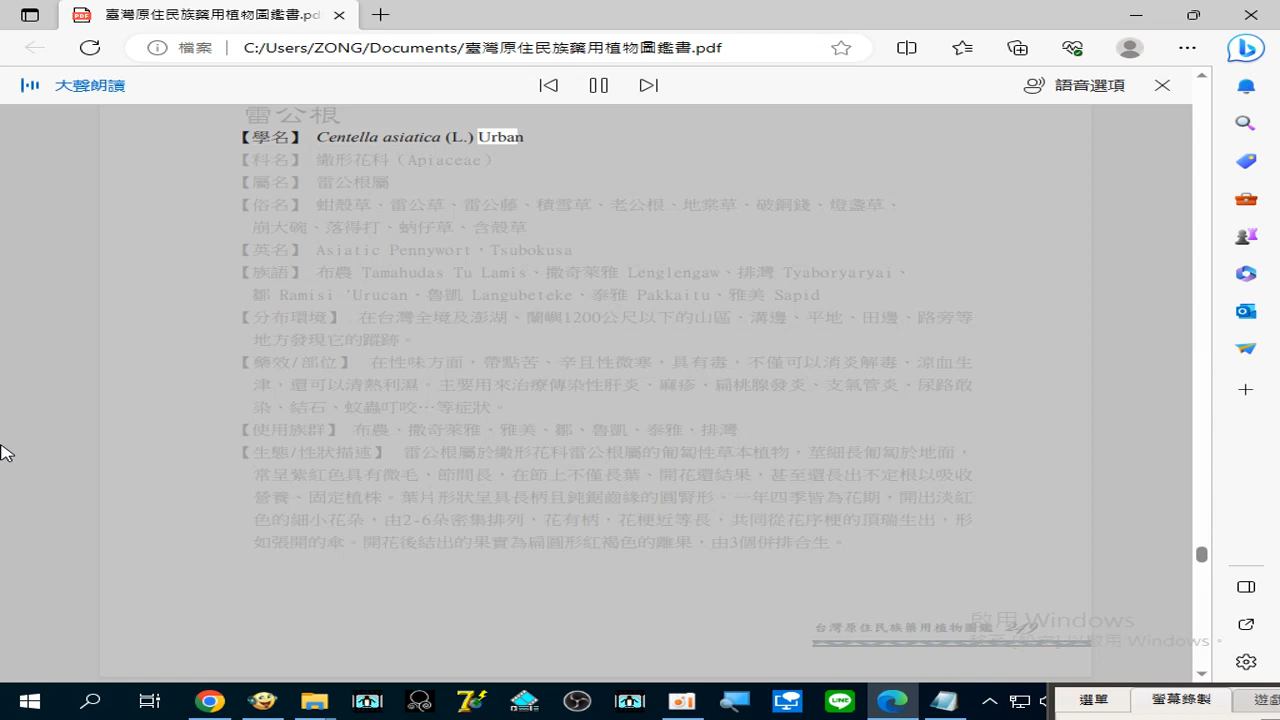 臺灣原住民族藥用植物圖鑑書.pdf
檔案
C:/Users/ZONG/Documents/臺灣原住民族藥用植物圖鑑書.pdf
大聲朗讀
語音選項
雷公根
【學名】 Centella asiatica (L.) Urban
【科名】 繖形花科（Apiaceae）
【屬名】 雷公根屬
【俗名】 蚶殼草、雷公草、雷公藤、積雪草、老公根、地棠草、破銅錢、燈盞草、
崩大碗、落得打、蚋仔草、含殼草
【英名】 Asiatic Pennywort，Tsubokusa
【族語】 布農 Tamahudas Tu Lamis、撒奇萊雅 Lenglengaw、排灣 Tyaboryaryai、
鄒 Ramisi 'Urucan、魯凱 Langubeteke、泰雅 Pakkaitu、雅美 Sapid
【分布環境】 在台灣全境及澎湖、蘭嶼1200公尺以下的山區、溝邊、平地、田邊、路旁等
地方發現它的蹤跡。
【藥效/部位】 在性味方面，帶點苦、辛且性微寒，具有毒，不僅可以消炎解毒、涼血生
津，還可以清熱利濕。主要用來治療傳染性肝炎、麻疹、扁桃腺發炎、支氣管炎、尿路敢
染、結石、蚊蟲叮咬…等症狀。
【使用族群】 布農、撒奇萊雅、雅美、鄒、魯凱、泰雅、排灣
【生態/性狀描述】 雷公根屬於繖形花科雷公根屬的匍匐性草本植物，莖細長匍匐於地面，
常呈紫紅色具有微毛，節間長，在節上不僅長葉、開花還結果，甚至還長出不定根以吸收
營養、固定植株。葉片形狀呈具長柄且鈍鋸齒緣的圓腎形。一年四季皆為花期，開出淡紅
色的細小花朵，由2-6朵密集排列，花有柄，花梗近等長，共同從花序梗的頂瑞生出，形
如張開的傘。開花後結出的果實為扁圓形紅褐色的離果，由3個併排合生。
啟用 Windows
台灣原住民族藥用植物圖鑑 249
移至 [設定] 以啟用 Windows。
選單
螢幕錄製